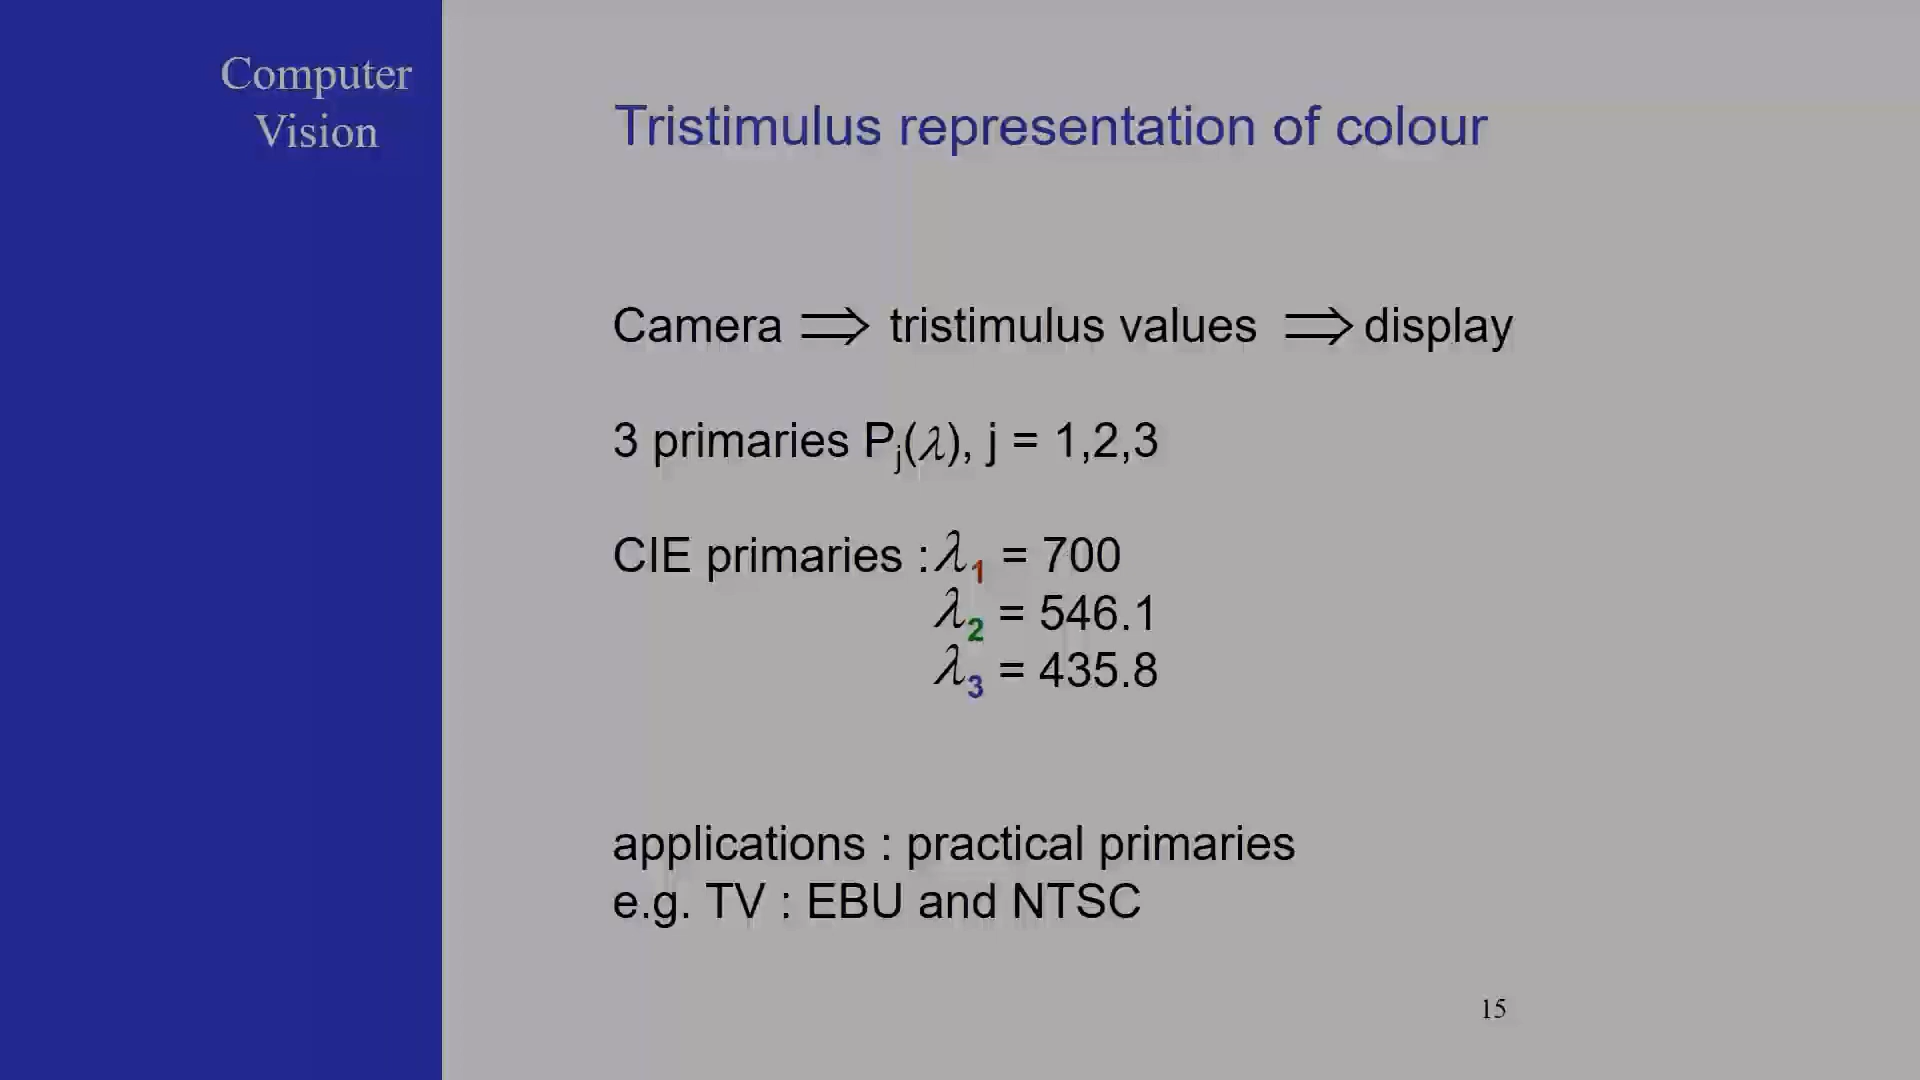 Computer
Vision
Tristimulus representation of colour
Camera ⇒ tristimulus values ⇒ display
3 primaries Pj(λ), j = 1,2,3
CIE primaries : λ1 = 700
λ2 = 546.1
λ3 = 435.8
applications : practical primaries
e.g. TV : EBU and NTSC
15